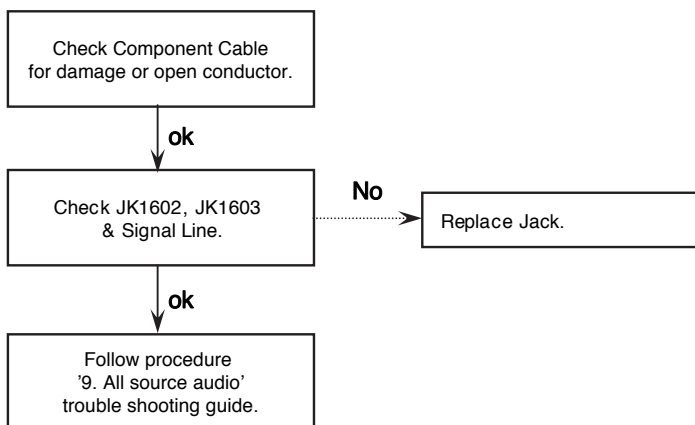 Check Component Cable
for damage or open conductor.
ok
Check JK1602, JK1603
& Signal Line.
No
Replace Jack.
ok
Follow procedure
'9. All source audio'
trouble shooting guide.